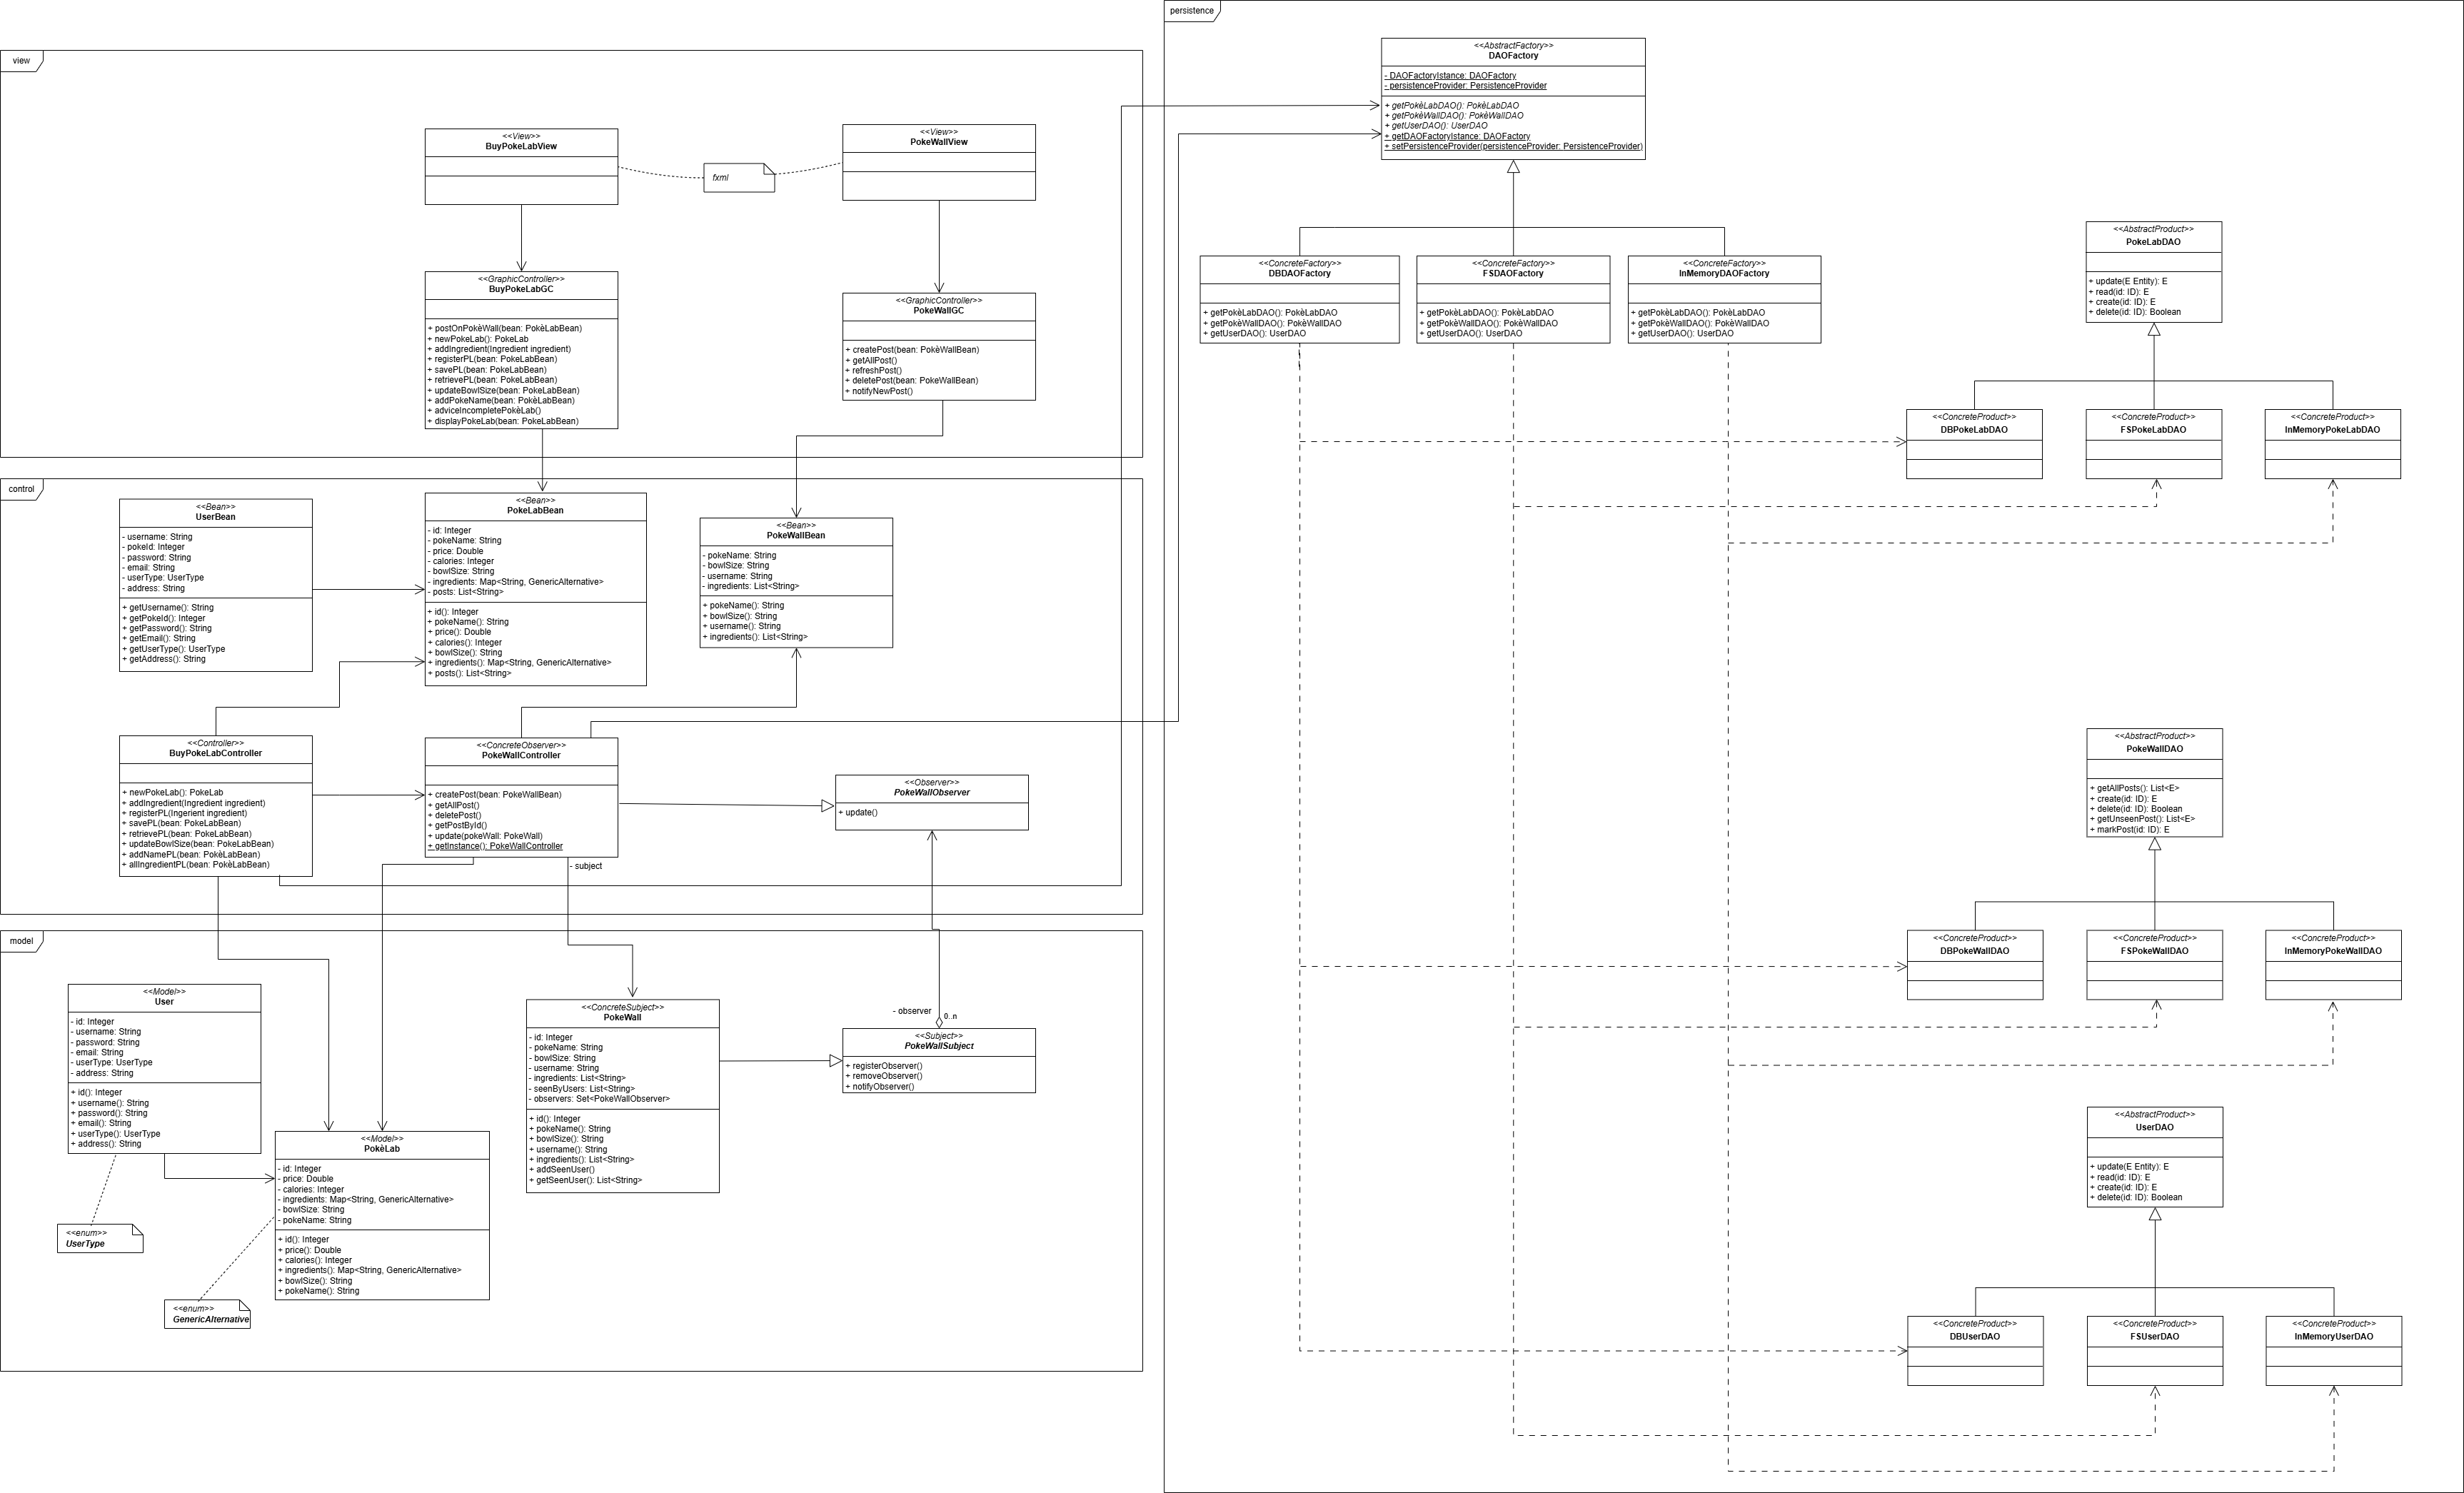 view
<<View>>
BuyPokeLabView
<<View>>
PokeWallView
fxml
<<GraphicController>>
BuyPokeLabGC
+ postOnPokèWall(bean: PokèLabBean)
+ newPokeLab(): PokeLab
+ addIngredient(Ingredient ingredient)
+ registerPL(bean: PokeLabBean)
+ savePL(bean: PokeLabBean)
+ retrievePL(bean: PokeLabBean)
+ updateBowlSize(bean: PokeLabBean)
+ addPokeName(bean: PokèLabBean)
+ adviceIncompletePokèLab()
+ displayPokeLab(bean: PokeLabBean)
<<GraphicController>>
PokeWallGC
+ createPost(bean: PokèWallBean)
+ getAllPost()
+ refreshPost()
+ deletePost(bean: PokeWallBean)
+ notifyNewPost()
control
<<Bean>>
UserBean
- username: String
- pokeId: Integer
- password: String
- email: String
- userType: UserType
- address: String
+ getUsername(): String
+ getPokeId(): Integer
+ getPassword(): String
+ getEmail(): String
+ getUserType(): UserType
+ getAddress(): String
<<Bean>>
PokeLabBean
- id: Integer
- pokeName: String
- price: Double
- calories: Integer
- bowlSize: String
- ingredients: Map<String, GenericAlternative>
- posts: List<String>
+ id(): Integer
+ pokeName(): String
+ price(): Double
+ calories(): Integer
+ bowlSize(): String
+ ingredients(): Map<String, GenericAlternative>
+ posts(): List<String>
<<Bean>>
PokeWallBean
- pokeName: String
- bowlSize: String
- username: String
- ingredients: List<String>
+ pokeName(): String
+ bowlSize(): String
+ username(): String
+ ingredients(): List<String>
<<Controller>>
BuyPokeLabController
+ newPokeLab(): PokeLab
+ addIngredient(Ingredient ingredient)
+ registerPL(Ingerient ingredient)
+ savePL(bean: PokeLabBean)
+ retrievePL(bean: PokeLabBean)
+ updateBowlSize(bean: PokeLabBean)
+ addNamePL(bean: PokèLabBean)
+ allIngredientPL(bean: PokèLabBean)
<<ConcreteObserver>>
PokeWallController
+ createPost(bean: PokeWallBean)
+ getAllPost()
+ deletePost()
+ getPostById()
+ update(pokeWall: PokeWall)
+ getInstance(): PokeWallController
- subject
<<Observer>>
PokeWallObserver
+ update()
model
<<Model>>
User
- id: Integer
- username: String
- password: String
- email: String
- userType: UserType
- address: String
+ id(): Integer
+ username(): String
+ password(): String
+ email(): String
+ userType(): UserType
+ address(): String
<<enum>>
UserType
<<enum>>
GenericAlternative
<<Model>>
PokèLab
- id: Integer
- price: Double
- calories: Integer
- ingredients: Map<String, GenericAlternative>
- bowlSize: String
- pokeName: String
+ id(): Integer
+ price(): Double
+ calories(): Integer
+ ingredients(): Map<String, GenericAlternative>
+ bowlSize(): String
+ pokeName(): String
<<ConcreteSubject>>
PokeWall
- id: Integer
- pokeName: String
- bowlSize: String
- username: String
- ingredients: List<String>
- seenByUsers: List<String>
- observers: Set<PokeWallObserver>
+ id(): Integer
+ pokeName(): String
+ bowlSize(): String
+ username(): String
+ ingredients(): List<String>
+ addSeenUser()
+ getSeenUser(): List<String>
- observer
0..n
<<Subject>>
PokeWallSubject
+ registerObserver()
+ removeObserver()
+ notifyObserver()
persistence
<<AbstractFactory>>
DAOFactory
- DAOFactoryIstance: DAOFactory
- persistenceProvider: PersistenceProvider
+ getPokèLabDAO(): PokèLabDAO
+ getPokèWallDAO(): PokèWallDAO
+ getUserDAO(): UserDAO
+ getDAOFactoryIstance: DAOFactory
+ setPersistenceProvider(persistenceProvider: PersistenceProvider)
<<ConcreteFactory>>
DBDAOFactory
+ getPokèLabDAO(): PokèLabDAO
+ getPokèWallDAO(): PokèWallDAO
+ getUserDAO(): UserDAO
<<ConcreteFactory>>
FSDAOFactory
+ getPokèLabDAO(): PokèLabDAO
+ getPokèWallDAO(): PokèWallDAO
+ getUserDAO(): UserDAO
<<ConcreteFactory>>
InMemoryDAOFactory
+ getPokèLabDAO(): PokèLabDAO
+ getPokèWallDAO(): PokèWallDAO
+ getUserDAO(): UserDAO
<<AbstractProduct>>
PokeLabDAO
+ update(E Entity): E
+ read(id: ID): E
+ create(id: ID): E
+ delete(id: ID): Boolean
<<ConcreteProduct>>
DBPokeLabDAO
<<ConcreteProduct>>
FSPokeLabDAO
<<ConcreteProduct>>
InMemoryPokeLabDAO
<<AbstractProduct>>
PokeWallDAO
+ getAllPosts(): List<E>
+ create(id: ID): E
+ delete(id: ID): Boolean
+ getUnseenPost(): List<E>
+ markPost(id: ID): E
<<ConcreteProduct>>
DBPokeWallDAO
<<ConcreteProduct>>
FSPokeWallDAO
<<ConcreteProduct>>
InMemoryPokeWallDAO
<<AbstractProduct>>
UserDAO
+ update(E Entity): E
+ read(id: ID): E
+ create(id: ID): E
+ delete(id: ID): Boolean
<<ConcreteProduct>>
DBUserDAO
<<ConcreteProduct>>
FSUserDAO
<<ConcreteProduct>>
InMemoryUserDAO